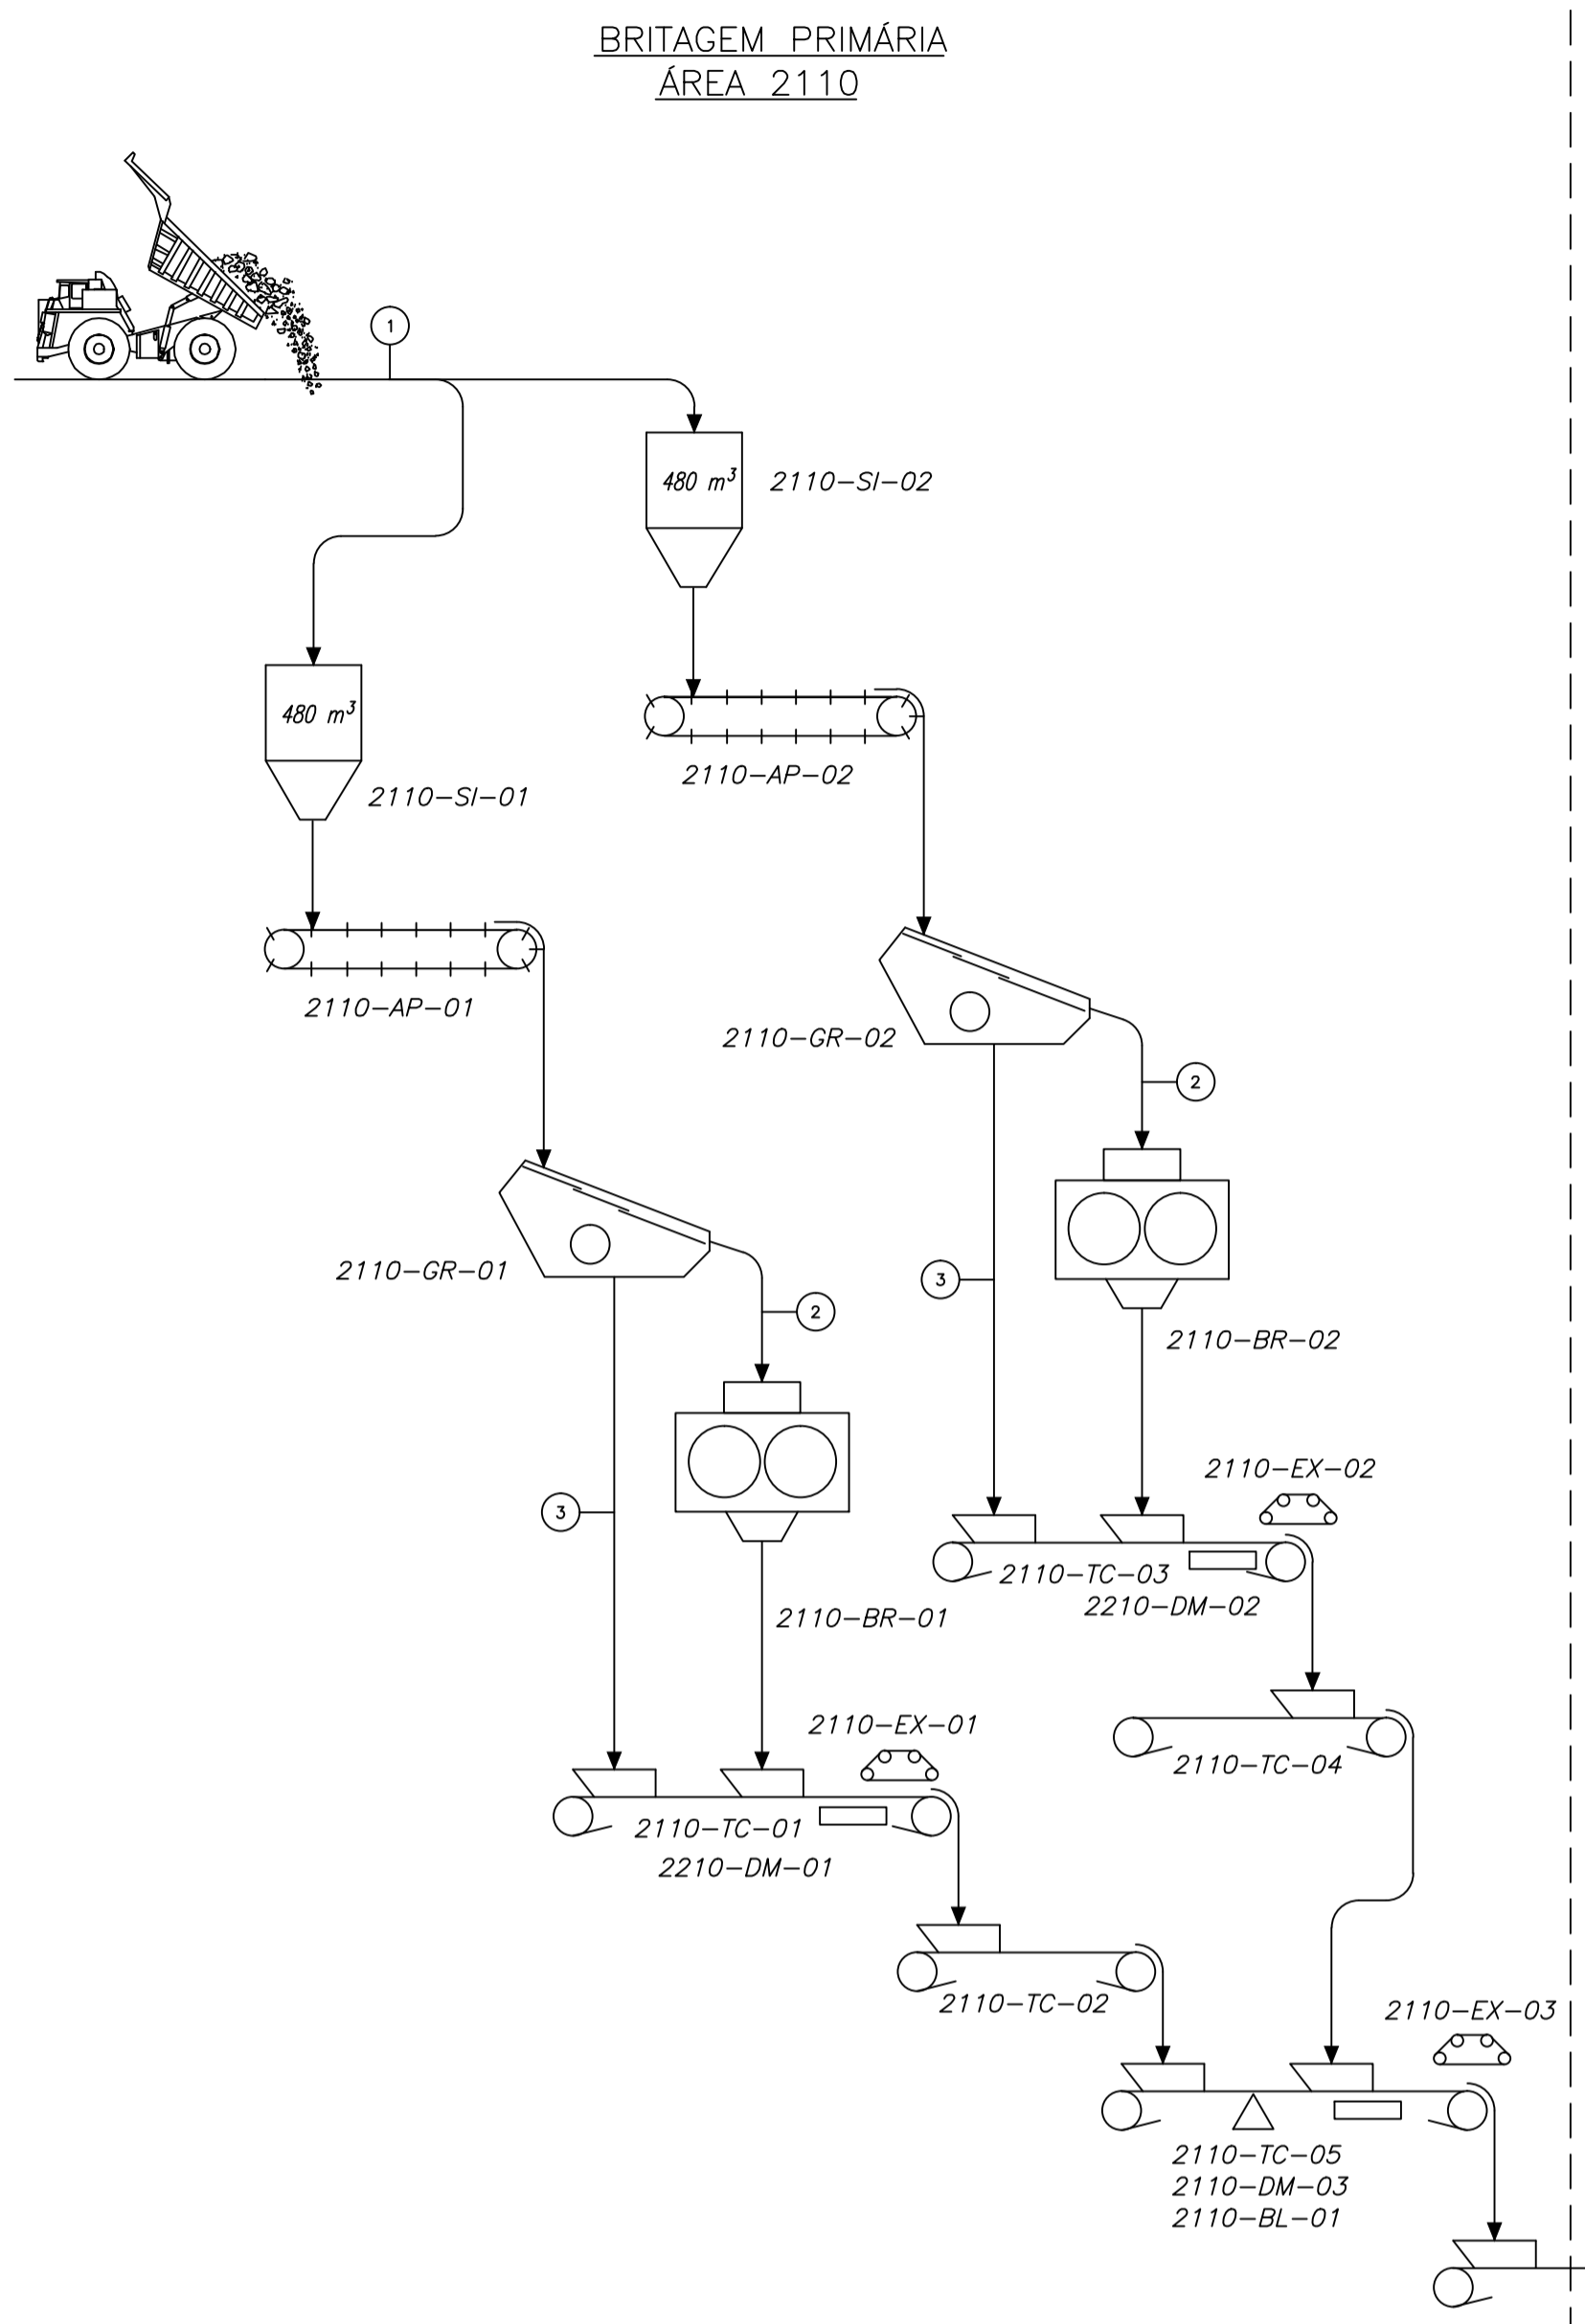 BRITAGEM PRIMÁRIA
ÁREA 2110
1
480 m³
2110-SI-02
480 m³
2110-SI-01
2110-AP-02
2110-AP-01
2110-GR-02
2
2110-GR-01
3
2
2110-BR-02
2110-EX-02
3
2110-TC-03
2210-DM-02
2110-BR-01
2110-EX-01
2110-TC-04
2110-TC-01
2210-DM-01
2110-TC-02
2110-EX-03
2110-TC-05
2110-DM-03
2110-BL-01